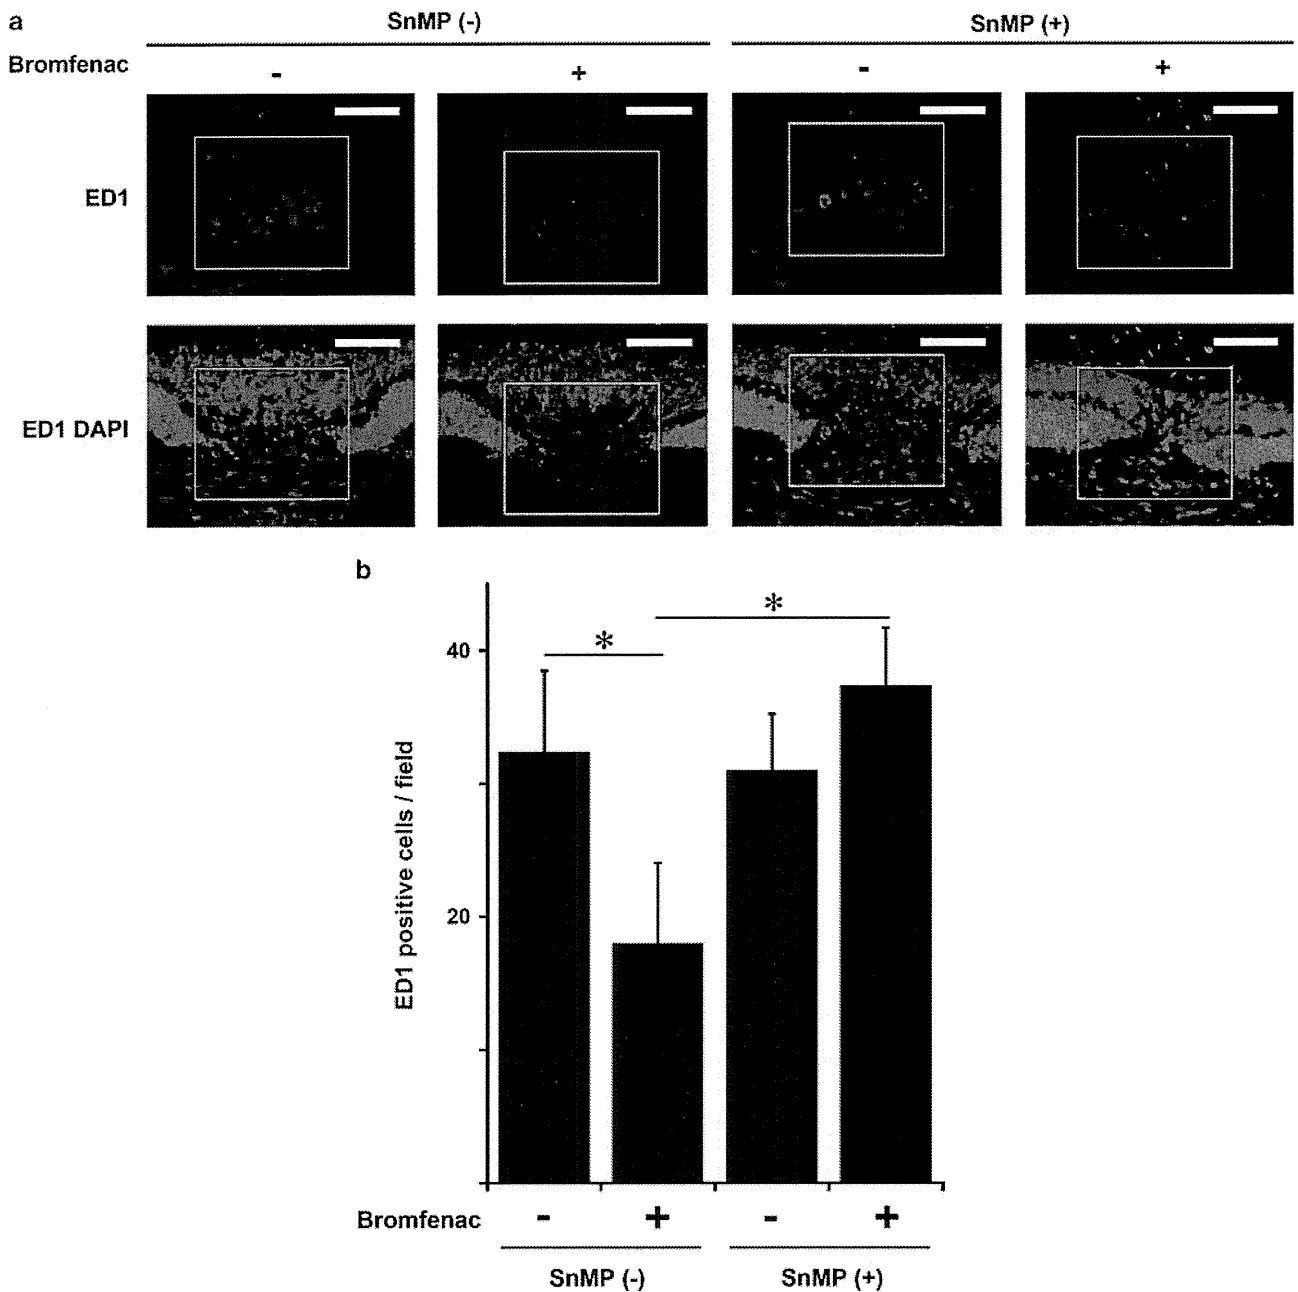 a
SnMP (-) SnMP (+)
Bromfenac - + - +
ED1
ED1 DAPI
b
* *
40
20
ED1 positive cells / field
Bromfenac - + - +
SnMP (-) SnMP (+)